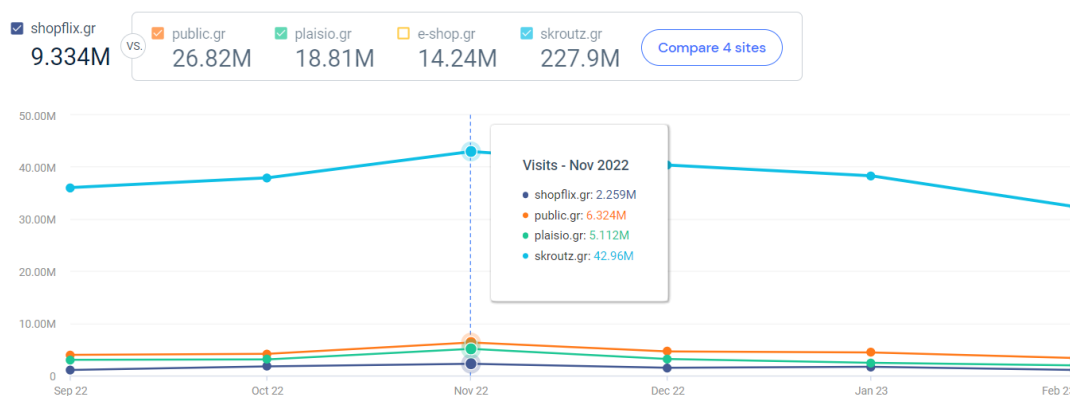 shopflix.gr
9.334M
VS.
public.gr
26.82M
plaisio.gr
18.81M
e-shop.gr
14.24M
skroutz.gr
227.9M
Compare 4 sites
50.00M
40.00M
30.00M
20.00M
10.00M
0
Visits - Nov 2022
shopflix.gr: 2.259M
public.gr: 6.324M
plaisio.gr: 5.112M
skroutz.gr: 42.96M
Sep 22 Oct 22 Nov 22 Dec 22 Jan 23 Feb 23